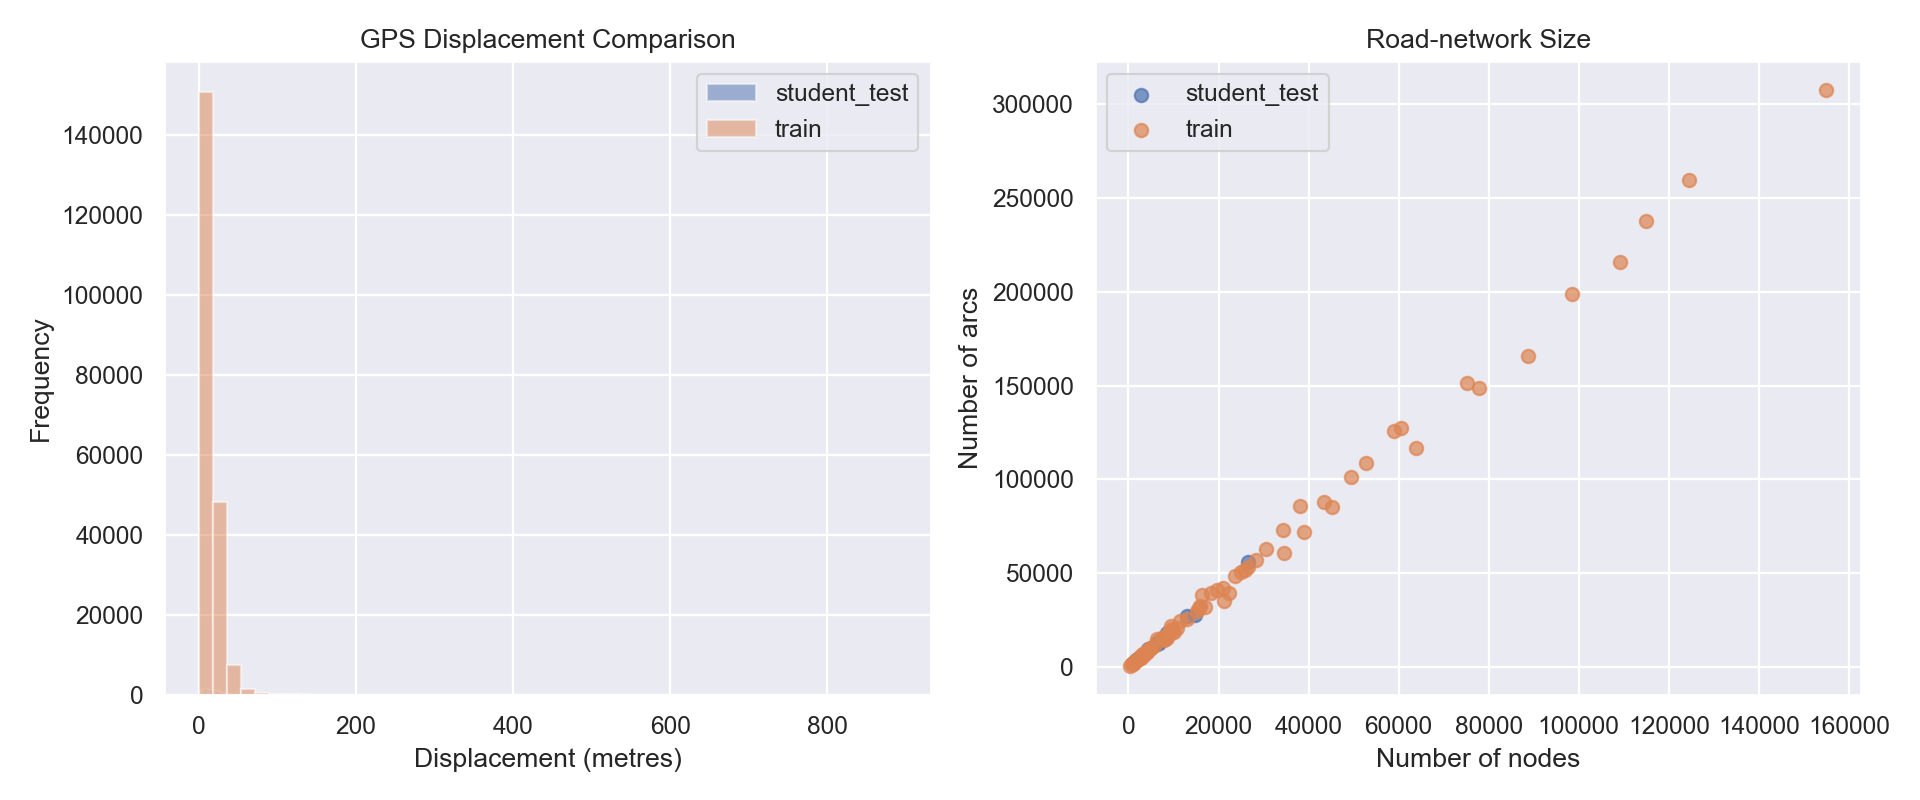 GPS Displacement Comparison
student_test
train
140000
120000
100000
80000
60000
40000
20000
0
Frequency
0 200 400 600 800
Displacement (metres)
Road-network Size
student_test
train
300000
250000
200000
150000
100000
50000
0
Number of arcs
0 20000 40000 60000 80000 100000 120000 140000 160000
Number of nodes